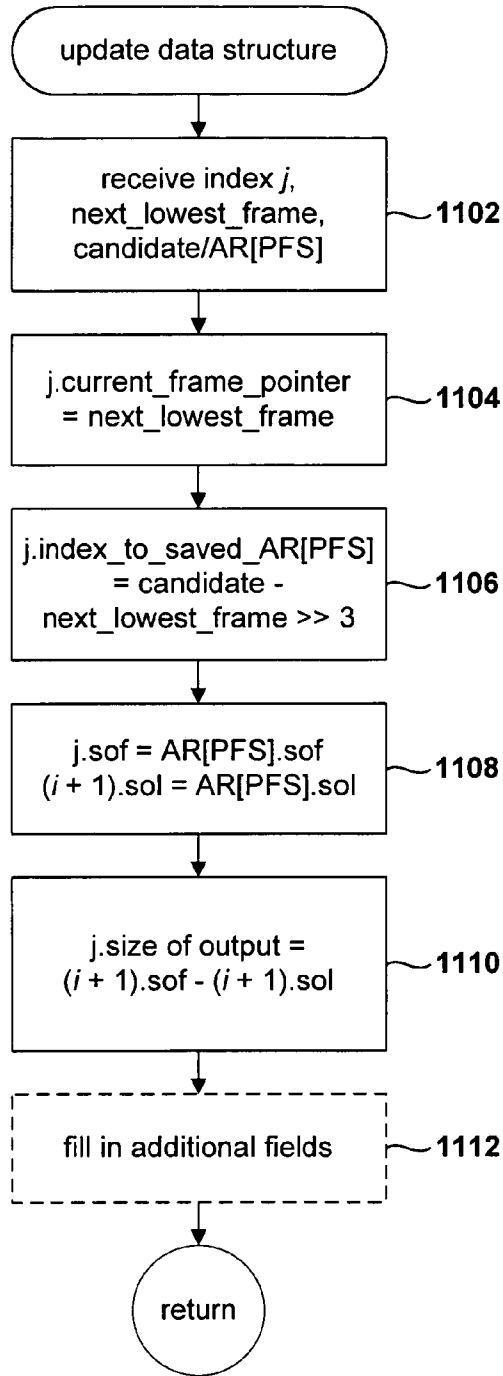 update data structure
receive index j,
next_lowest_frame,
candidate/AR[PFS]
1102
j.current_frame_pointer
= next_lowest_frame
1104
j.index_to_saved_AR[PFS]
= candidate -
next_lowest_frame >> 3
1106
j.sof = AR[PFS].sof
(i + 1).sol = AR[PFS].sol
1108
j.size of output =
(i + 1).sof - (i + 1).sol
1110
fill in additional fields
1112
return